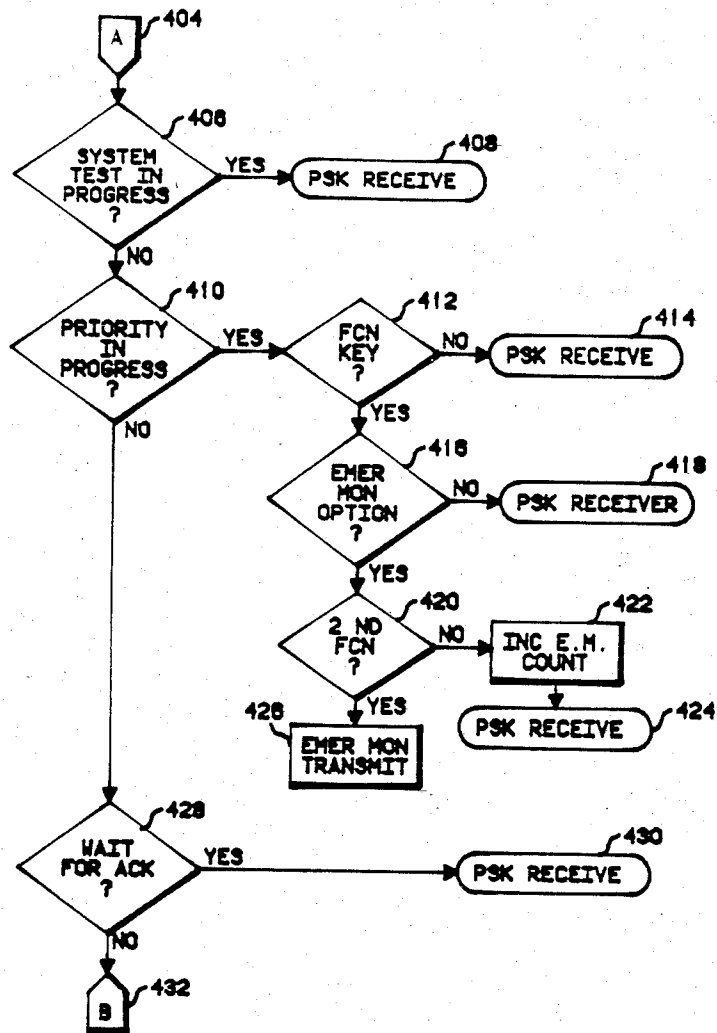 A
404
406
SYSTEM
TEST IN
PROGRESS
?
YES
408
PSK RECEIVE
NO
410
PRIORITY
IN
PROGRESS
?
YES
412
FCN
KEY
?
NO
414
PSK RECEIVE
NO
YES
416
EMER
MON
OPTION
?
NO
418
PSK RECEIVER
YES
420
2 ND
FCN
?
NO
422
INC E.M.
COUNT
YES
424
PSK RECEIVE
426
EMER MON
TRANSMIT
428
WAIT
FOR ACK
?
YES
430
PSK RECEIVE
NO
B
432